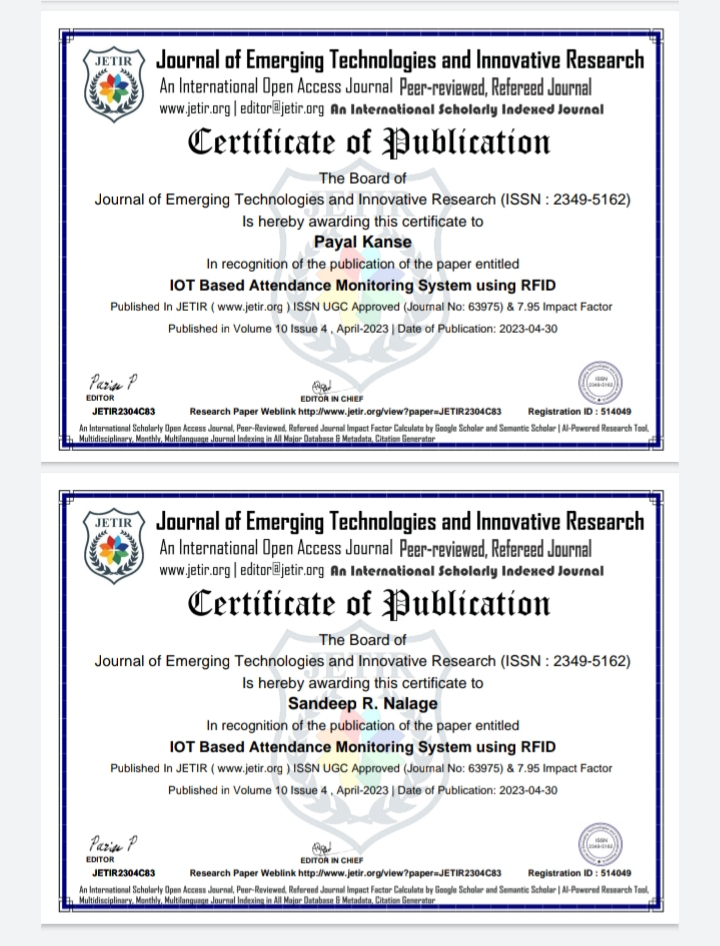 JETIR
Journal of Emerging Technologies and Innovative Research
An International Open Access Journal Peer-reviewed, Refereed Journal
www.jetir.org | editor@jetir.org An International Scholarly Indexed Journal
Certificate of Publication
The Board of
Journal of Emerging Technologies and Innovative Research (ISSN : 2349-5162)
Is hereby awarding this certificate to
Payal Kanse
In recognition of the publication of the paper entitled
IOT Based Attendance Monitoring System using RFID
Published In JETIR ( www.jetir.org ) ISSN UGC Approved (Journal No: 63975) & 7.95 Impact Factor
Published in Volume 10 Issue 4 , April-2023 | Date of Publication: 2023-04-30
Pariza P
ISSN
2349-5162
EDITOR
EDITOR IN CHIEF
JETIR2304C83 Research Paper Weblink http://www.jetir.org/view?paper=JETIR2304C83 Registration ID : 514049
An International Scholarly Open Access Journal, Peer-Reviewed, Refereed Journal Impact Factor Calculate by Google Scholar and Semantic Scholar | AI-Powered Research Tool,
Multidisciplinary, Monthly, Multilanguage Journal Indexing in All Major Database & Metadata, Citation Generator
JETIR
Journal of Emerging Technologies and Innovative Research
An International Open Access Journal Peer-reviewed, Refereed Journal
www.jetir.org | editor@jetir.org An International Scholarly Indexed Journal
Certificate of Publication
The Board of
Journal of Emerging Technologies and Innovative Research (ISSN : 2349-5162)
Is hereby awarding this certificate to
Sandeep R. Nalage
In recognition of the publication of the paper entitled
IOT Based Attendance Monitoring System using RFID
Published In JETIR ( www.jetir.org ) ISSN UGC Approved (Journal No: 63975) & 7.95 Impact Factor
Published in Volume 10 Issue 4 , April-2023 | Date of Publication: 2023-04-30
ISSN
2349-5162
EDITOR
EDITOR IN CHIEF
JETIR2304C83 Research Paper Weblink http://www.jetir.org/view?paper=JETIR2304C83 Registration ID : 514049
An International Scholarly Open Access Journal, Peer-Reviewed, Refereed Journal Impact Factor Calculate by Google Scholar and Semantic Scholar | AI-Powered Research Tool,
Multidisciplinary, Monthly, Multilanguage Journal Indexing in All Major Database & Metadata, Citation Generator